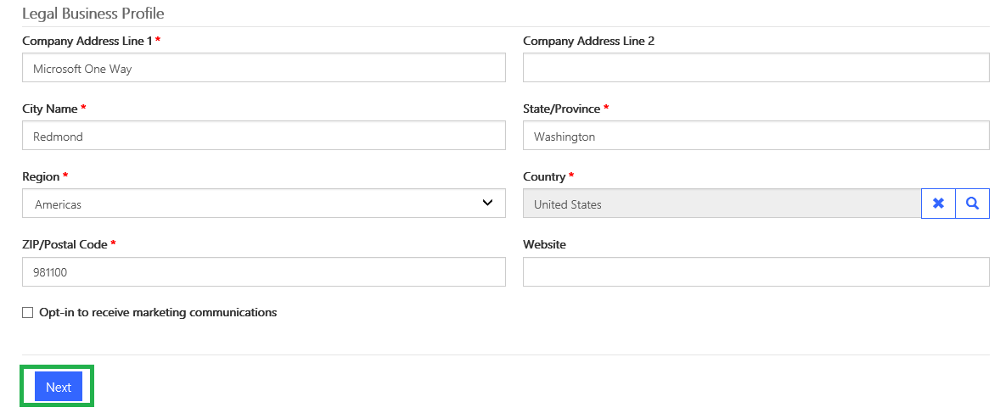 Legal Business Profile
Company Address Line 1 *
Company Address Line 2
Microsoft One Way
City Name *
State/Province *
Redmond
Washington
Region *
Country *
Americas
United States
ZIP/Postal Code *
Website
981100
Opt-in to receive marketing communications
Next